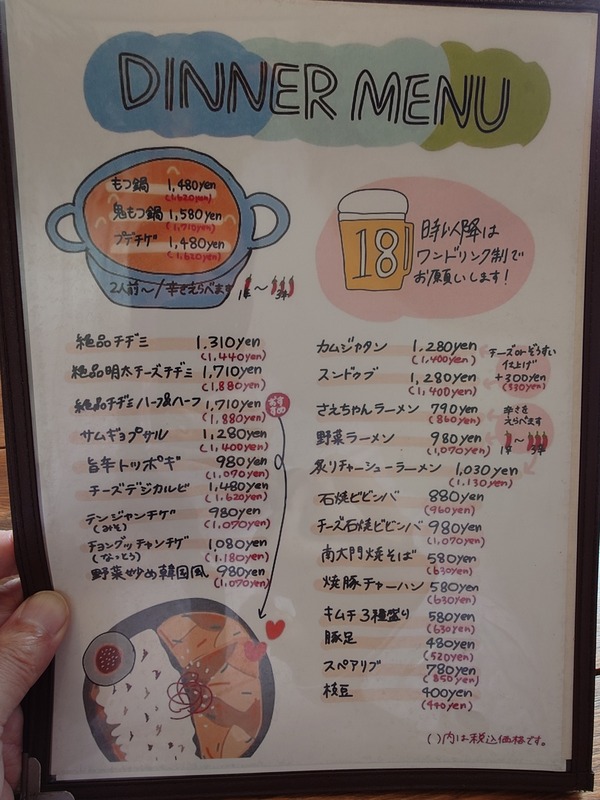 DINNER MENU
もつ鍋 1,480yen
(1,620yen)
鬼もつ鍋 1,580yen
(1,710yen)
プデチゲ 1,480yen
(1,620yen)
2人前〜/辛さえらべます 1辛〜3辛
18時以降は
ワンドリンク制で
お願いします!
絶品チヂミ 1,310yen
(1,440yen)
絶品明太チーズチヂミ 1,710yen
(1,880yen)
絶品チヂミハーフ&ハーフ 1,710yen
(1,880yen)
おすすめ
サムギョプサル 1,280yen
(1,400yen)
旨辛トッポギ 980yen
(1,070yen)
チーズデジカルビ 1,480yen
(1,620yen)
テンジャンチゲ 980yen
(みそ) (1,070yen)
チョングッチャンチゲ 1,080yen
(なっとう) (1,180yen)
野菜炒め韓国風 980yen
(1,070yen)
カムジャタン 1,280yen
(1,400yen)
スンドゥブ 1,280yen
(1,400yen)
チーズorぞうすい
仕上げ
+300yen
(330yen)
さえちゃんラーメン 790yen
(860yen)
野菜ラーメン 980yen
(1,070yen)
辛さを
えらべます
1辛〜3辛
炙りチャーシューラーメン 1,030yen
(1,130yen)
石焼ビビンバ 880yen
(960yen)
チーズ石焼ビビンバ 980yen
(1,070yen)
南大門焼そば 580yen
(630yen)
焼豚チャーハン 580yen
(630yen)
キムチ3種盛り 580yen
(630yen)
豚足 480yen
(520yen)
スペアリブ 780yen
(850yen)
枝豆 400yen
(440yen)
( )内は税込価格です。